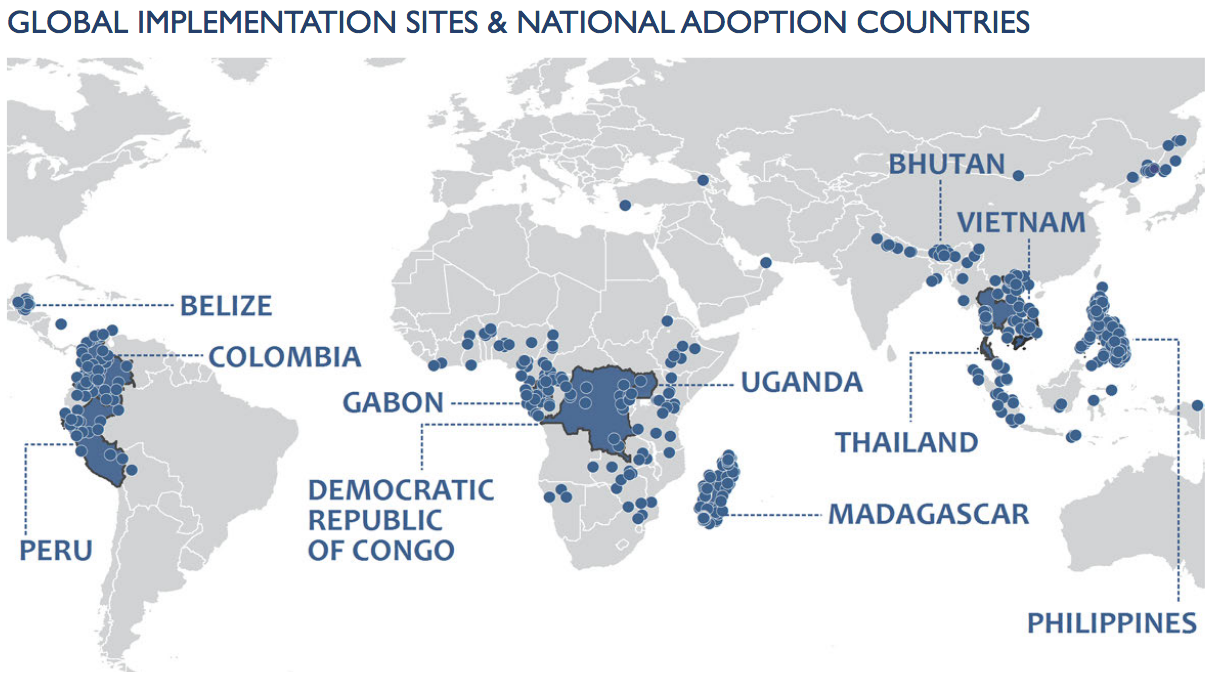 GLOBAL IMPLEMENTATION SITES & NATIONAL ADOPTION COUNTRIES
BHUTAN
VIETNAM
BELIZE
COLOMBIA
GABON
UGANDA
THAILAND
DEMOCRATIC
REPUBLIC
OF CONGO
MADAGASCAR
PERU
PHILIPPINES